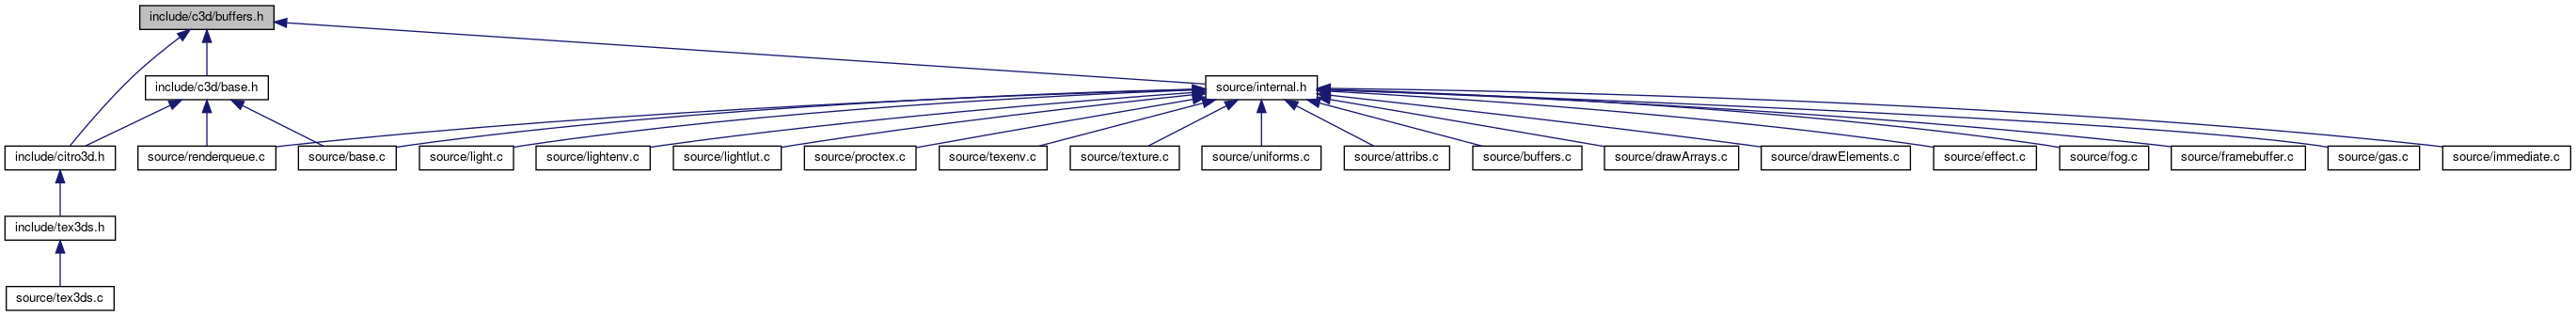 include/c3d/buffers.h
include/c3d/base.h
source/internal.h
include/citro3d.h
source/renderqueue.c
source/base.c
source/light.c
source/lightenv.c
source/lightlut.c
source/proctex.c
source/texenv.c
source/texture.c
source/uniforms.c
source/attribs.c
source/buffers.c
source/drawArrays.c
source/drawElements.c
source/effect.c
source/fog.c
source/framebuffer.c
source/gas.c
source/immediate.c
include/tex3ds.h
source/tex3ds.c